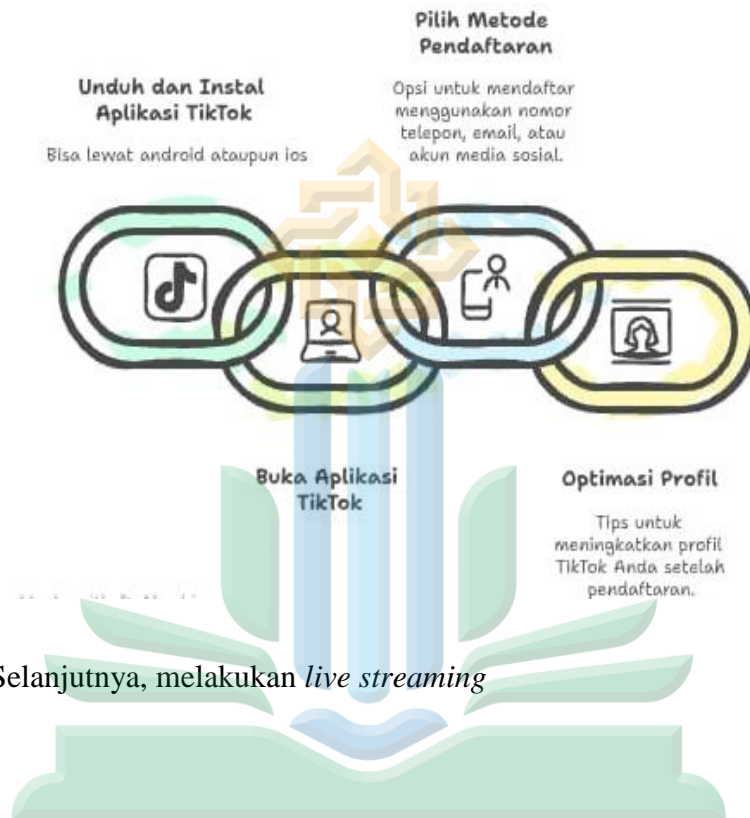 Pilih Metode
Pendaftaran
Opsi untuk mendaftar
menggunakan nomor
telepon, email, atau
akun media sosial.
Unduh dan Instal
Aplikasi TikTok
Bisa lewat android ataupun ios
Buka Aplikasi
TikTok
Optimasi Profil
Tips untuk
meningkatkan profil
TikTok Anda setelah
pendaftaran.
Selanjutnya, melakukan live streaming